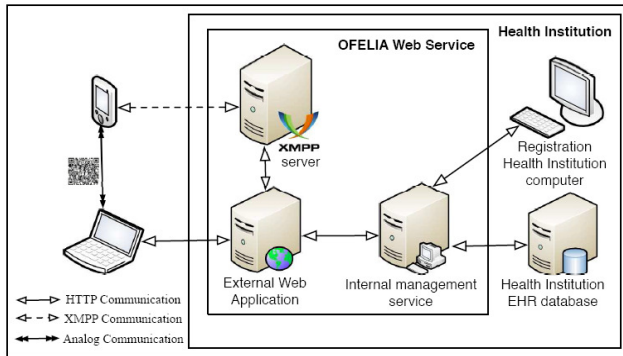 OFELIA Web Service
Health Institution
XMPP
server
Registration
Health Institution
computer
External Web
Application
Internal management
service
Health Institution
EHR database
HTTP Communication
XMPP Communication
Analog Communication